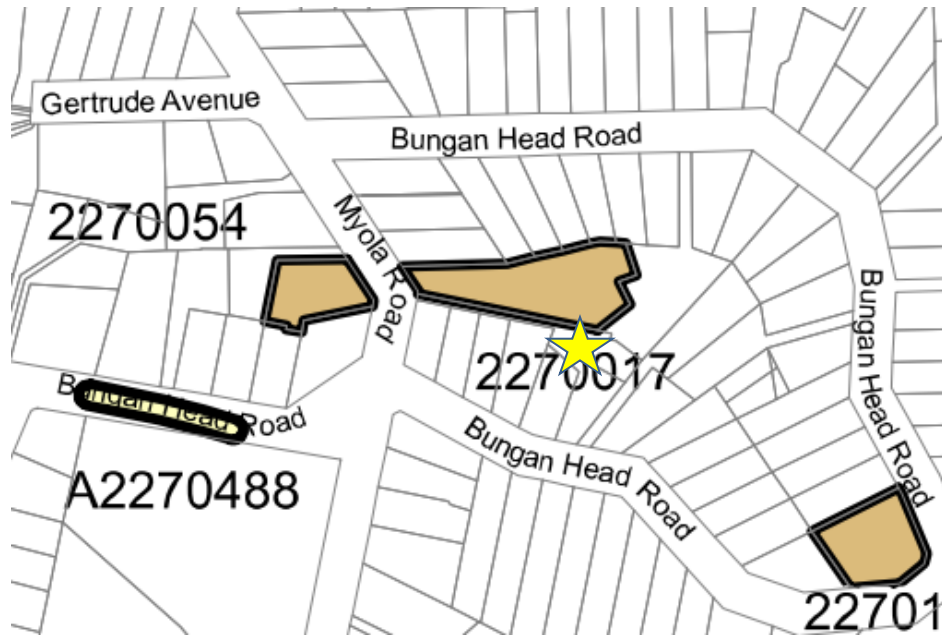 Gertrude Avenue
Bungan Head Road
2270054
Myola Road
Bungan Head Road
2270017
Bungan Head Road
Bungan Head Road
A2270488
22701